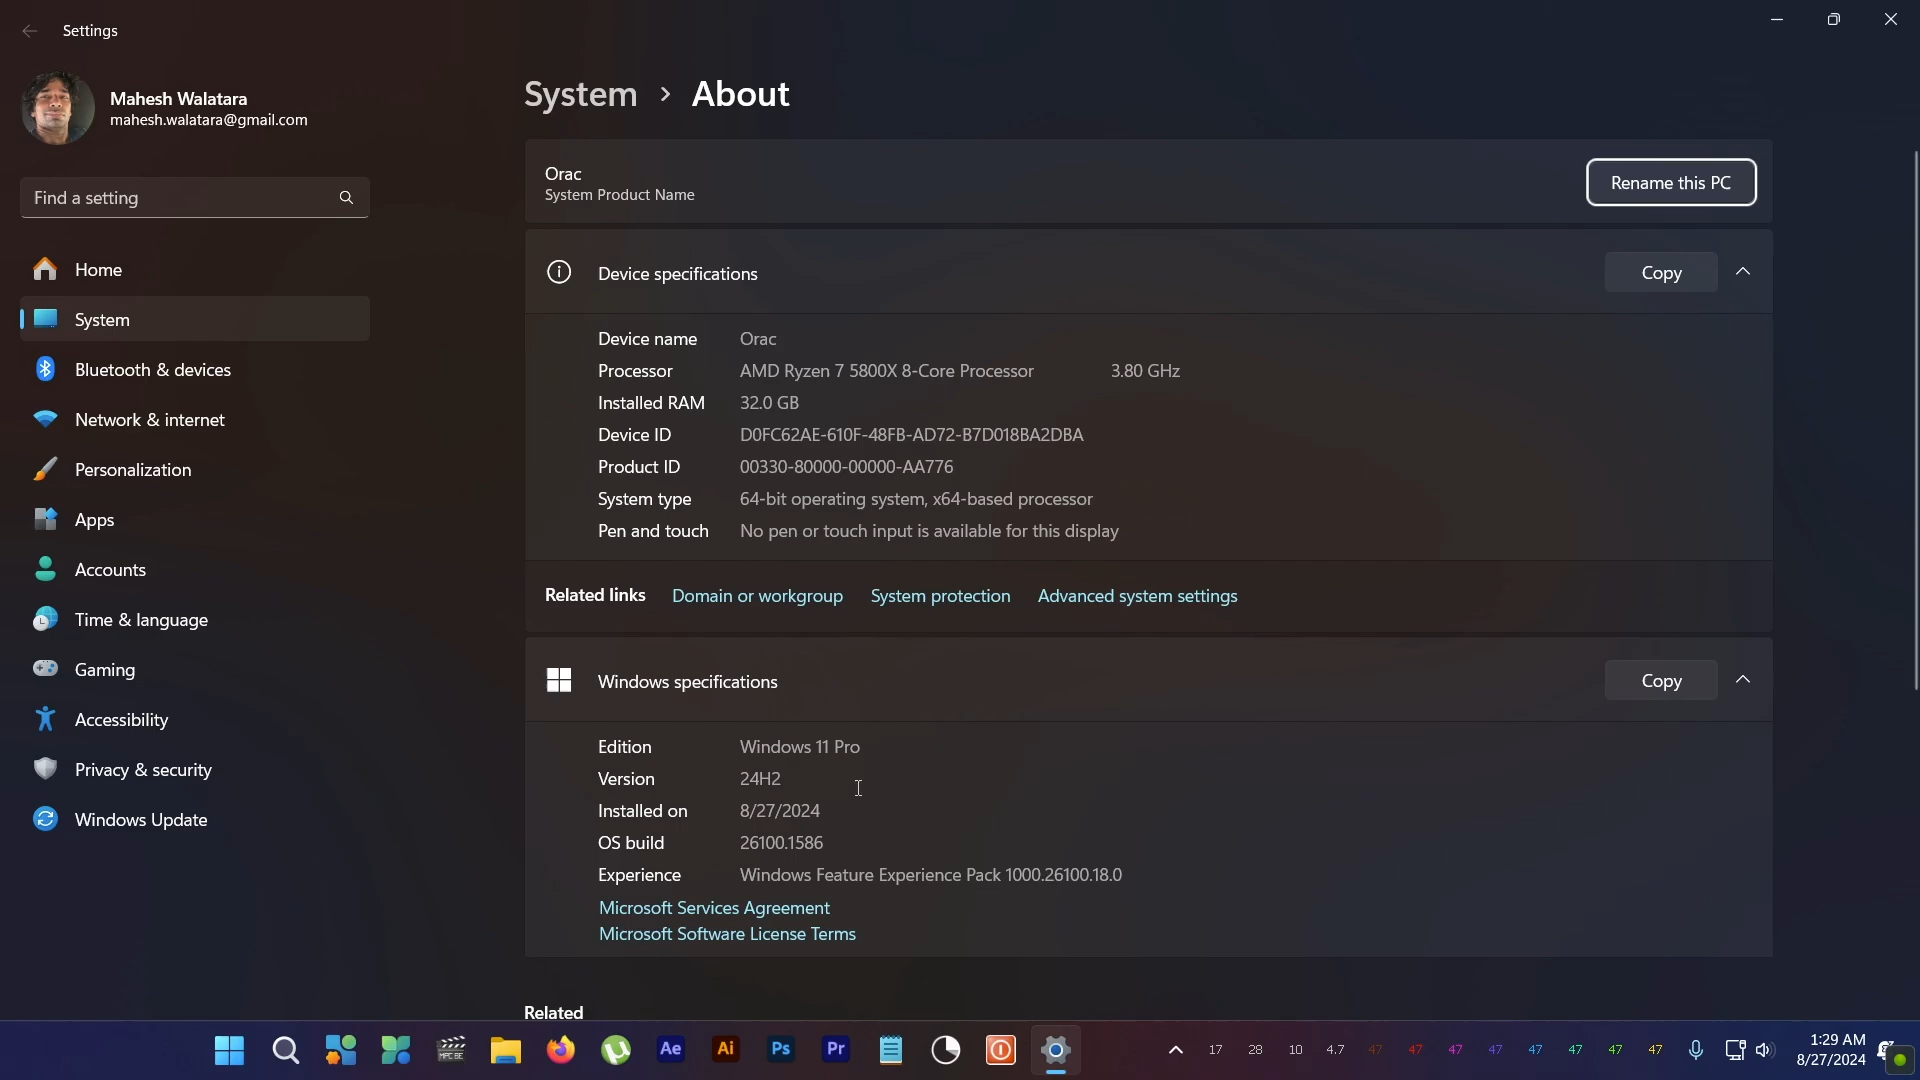 Settings
Mahesh Walatara
mahesh.walatara@gmail.com
Find a setting
Home
System
Bluetooth & devices
Network & internet
Personalization
Apps
Accounts
Time & language
Gaming
Accessibility
Privacy & security
Windows Update
System › About
Orac
System Product Name
Rename this PC
Device specifications
Copy
Device name Orac
Processor AMD Ryzen 7 5800X 8-Core Processor 3.80 GHz
Installed RAM 32.0 GB
Device ID D0FC62AE-610F-48FB-AD72-B7D018BA2DBA
Product ID 00330-80000-00000-AA776
System type 64-bit operating system, x64-based processor
Pen and touch No pen or touch input is available for this display
Related links Domain or workgroup System protection Advanced system settings
Windows specifications
Copy
Edition Windows 11 Pro
Version 24H2
Installed on 8/27/2024
OS build 26100.1586
Experience Windows Feature Experience Pack 1000.26100.18.0
Microsoft Services Agreement
Microsoft Software License Terms
Related
Ae Ai Ps Pr 17 28 10 4.7 47 47 47 47 47 47 47 47
1:29 AM
8/27/2024